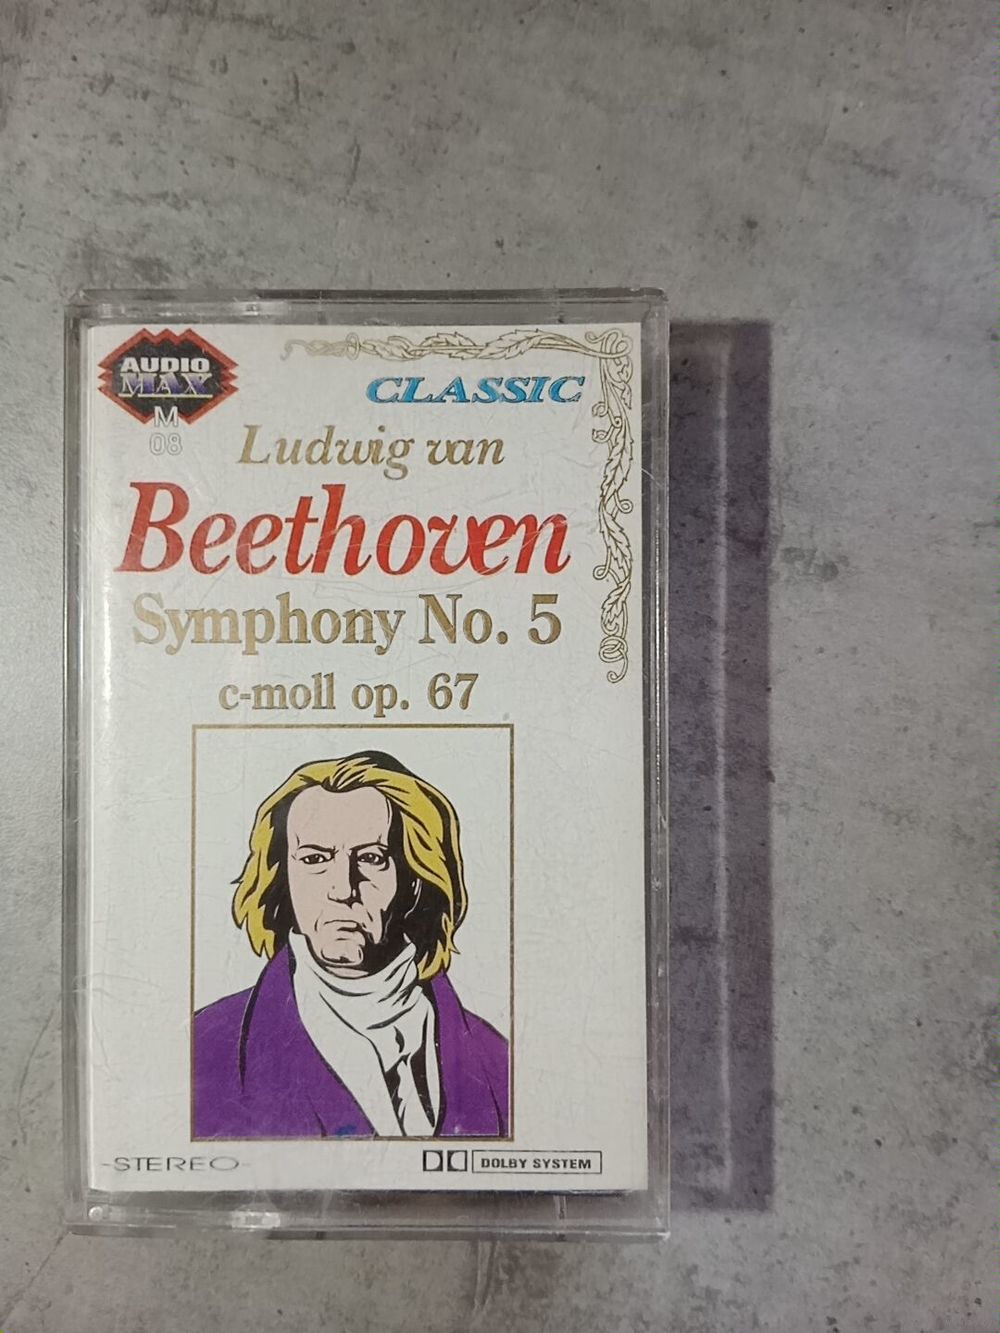 AUDIO
MAX
M
08
CLASSIC
Ludwig van
Beethoven
Symphony No. 5
c-moll op. 67
-STEREO-
DOLBY SYSTEM